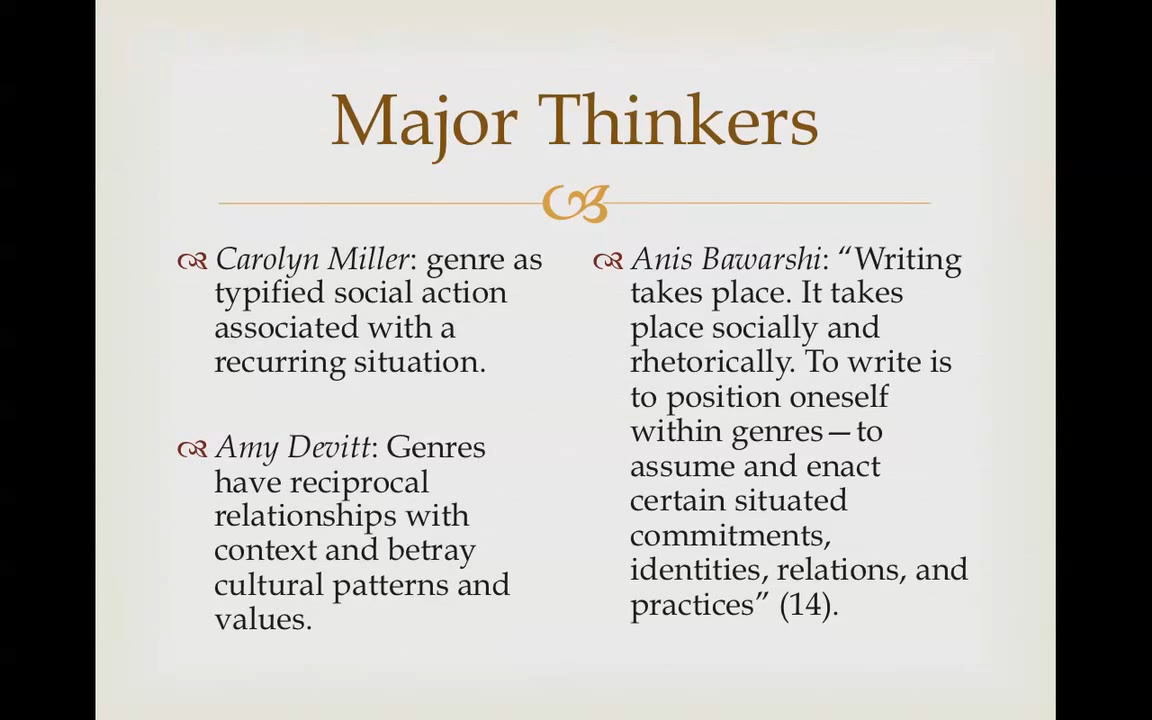 Major Thinkers
Carolyn Miller: genre as
typified social action
associated with a
recurring situation.
Amy Devitt: Genres
have reciprocal
relationships with
context and betray
cultural patterns and
values.
Anis Bawarshi: “Writing
takes place. It takes
place socially and
rhetorically. To write is
to position oneself
within genres—to
assume and enact
certain situated
commitments,
identities, relations, and
practices” (14).